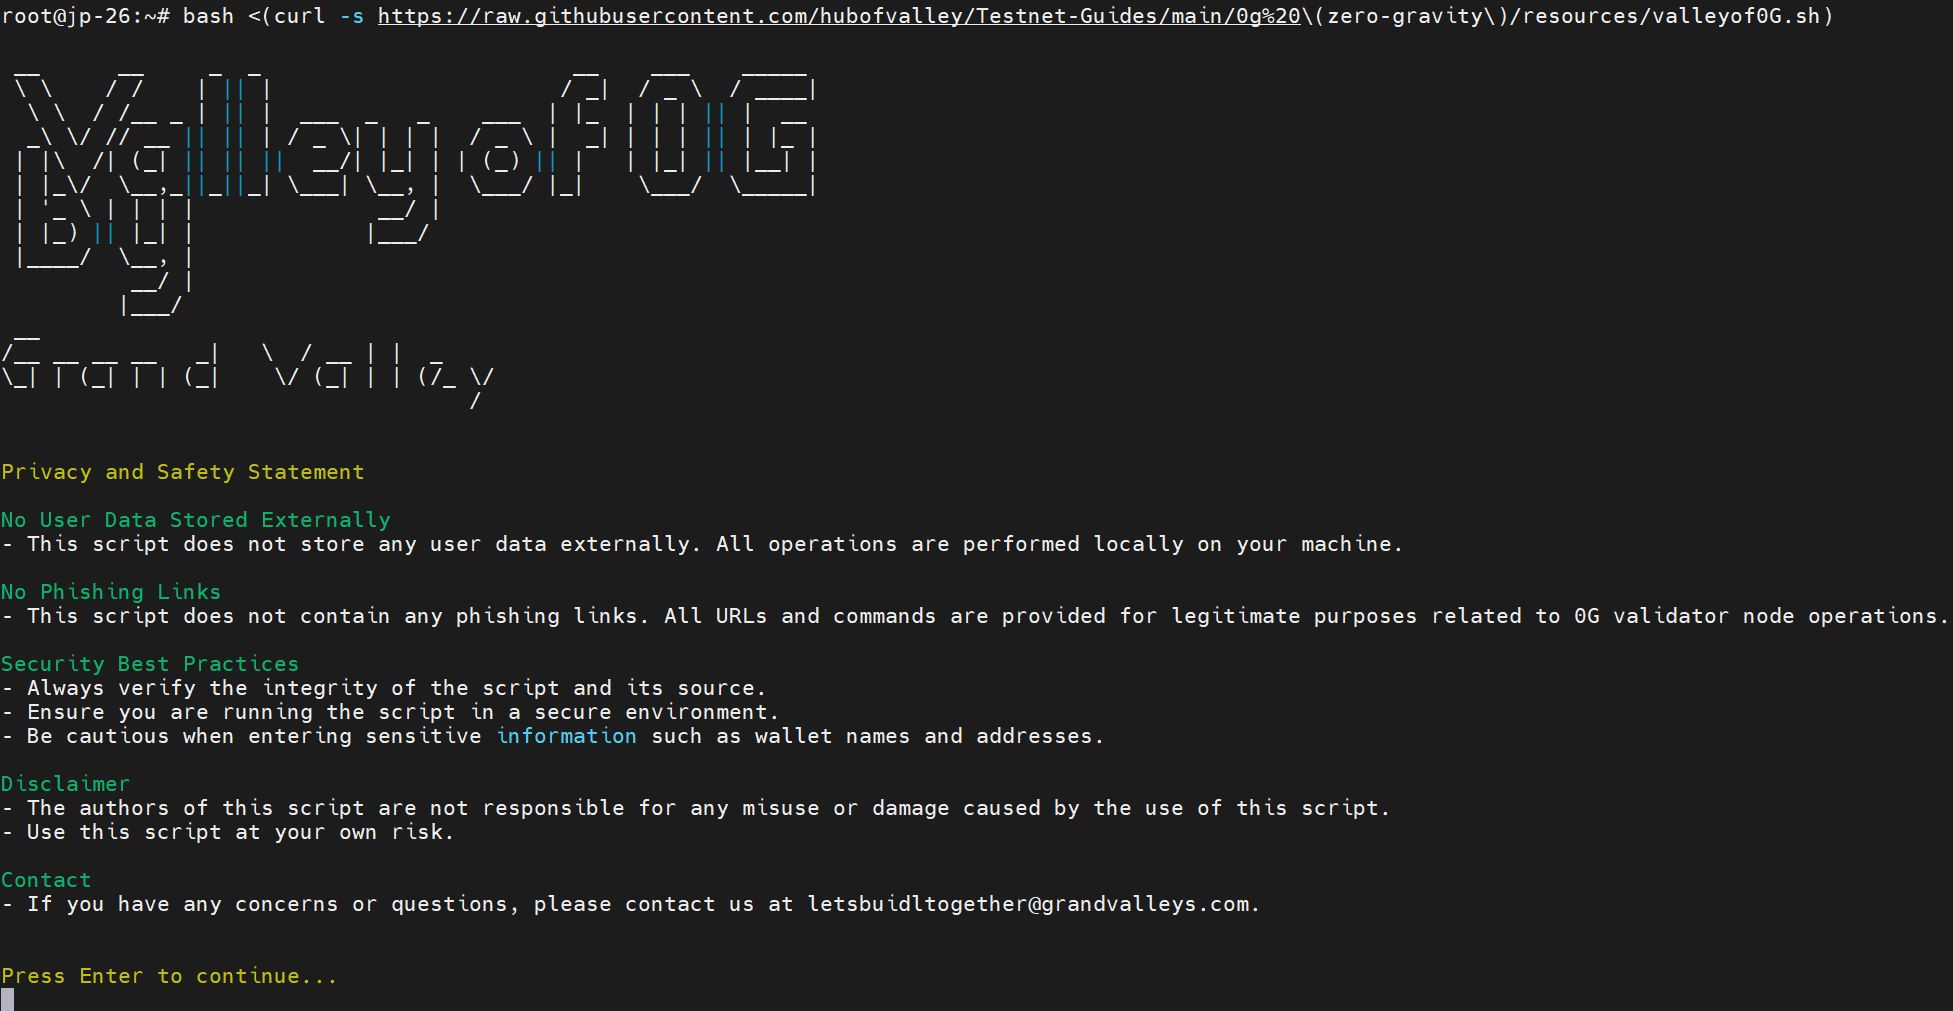 root@jp-26:~# bash <(curl -s https://raw.githubusercontent.com/hubofvalley/Testnet-Guides/main/0g%20\(zero-gravity\)/resources/valleyof0G.sh)
Valley of 0G
By
Grand Valley
Privacy and Safety Statement
No User Data Stored Externally
- This script does not store any user data externally. All operations are performed locally on your machine.
No Phishing Links
- This script does not contain any phishing links. All URLs and commands are provided for legitimate purposes related to 0G validator node operations.
Security Best Practices
- Always verify the integrity of the script and its source.
- Ensure you are running the script in a secure environment.
- Be cautious when entering sensitive information such as wallet names and addresses.
Disclaimer
- The authors of this script are not responsible for any misuse or damage caused by the use of this script.
- Use this script at your own risk.
Contact
- If you have any concerns or questions, please contact us at letsbuidltogether@grandvalleys.com.
Press Enter to continue...